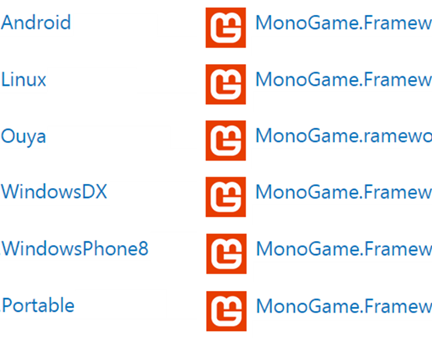 Android MonoGame.Framew
Linux MonoGame.Framew
Ouya MonoGame.ramewo
WindowsDX MonoGame.Framew
WindowsPhone8 MonoGame.Framew
Portable MonoGame.Framew